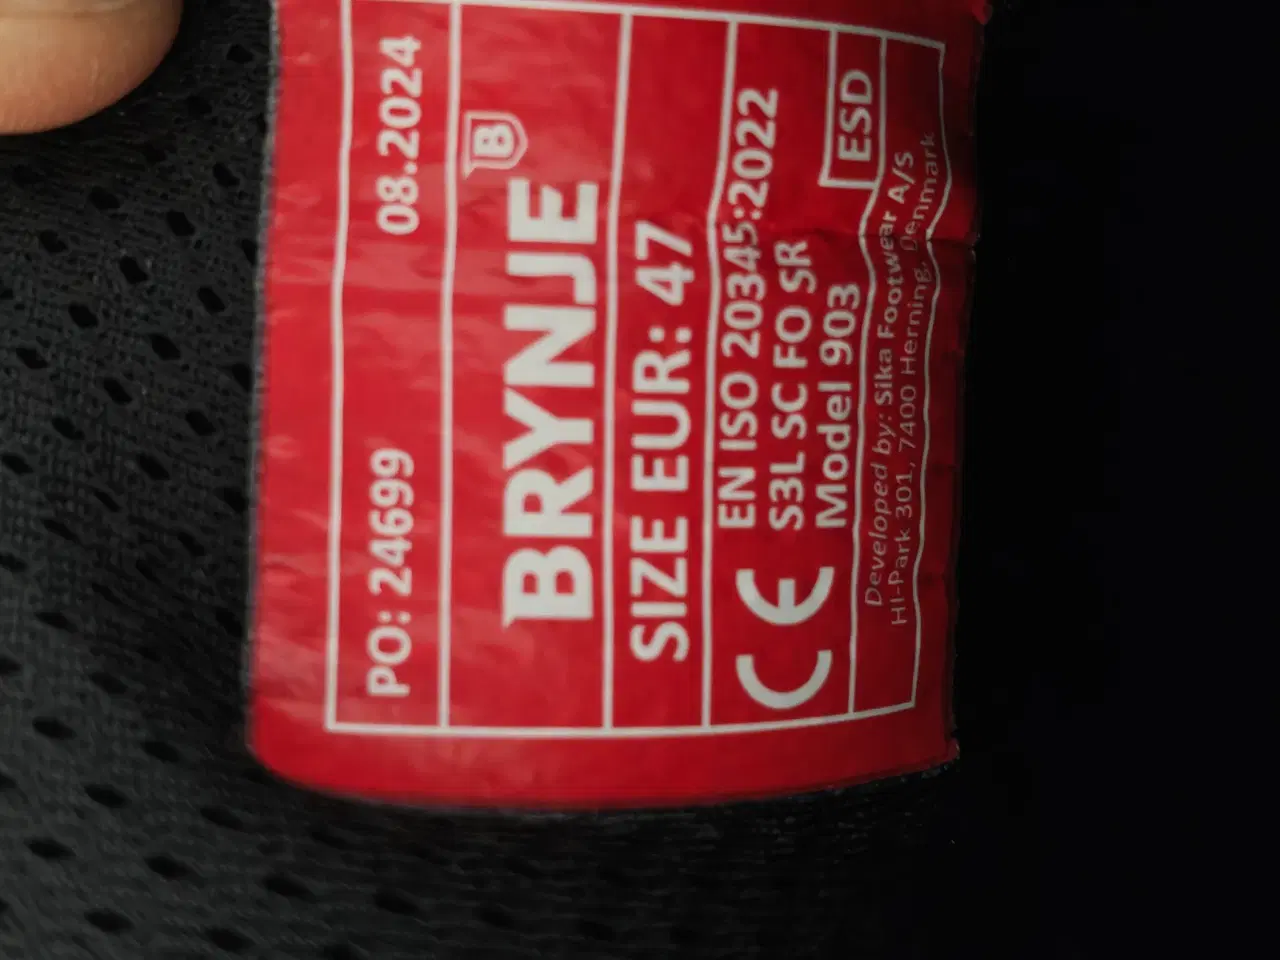 PO: 24699 08.2024
B
BRYNJE
SIZE EUR: 47
CE EN ISO 20345:2022
S3L SC FO SR
Model 903
ESD
Developed by: Sika Footwear A/S
HI-Park 301, 7400 Herning, Denmark